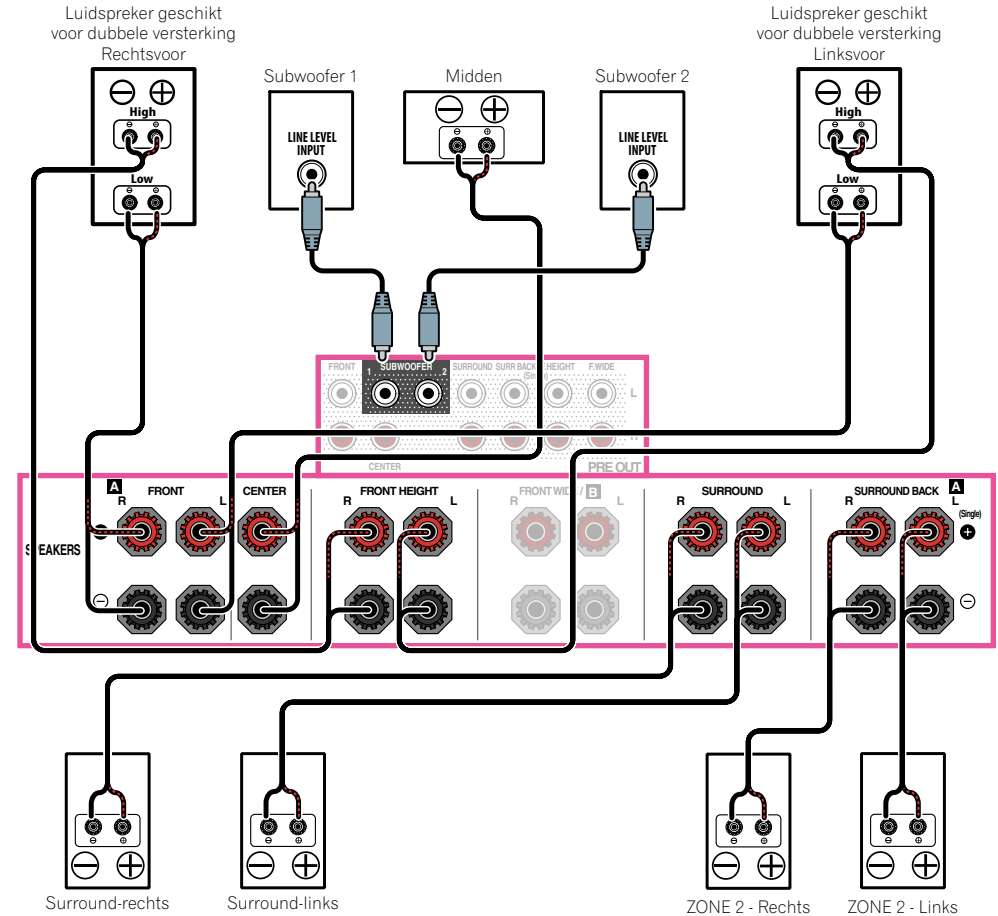 Luidspreker geschikt
voor dubbele versterking
Rechtsvoor
Luidspreker geschikt
voor dubbele versterking
Linksvoor
Subwoofer 1
Midden
Subwoofer 2
High
Low
LINE LEVEL
INPUT
LINE LEVEL
INPUT
High
Low
FRONT
1 SUBWOOFER 2
SURROUND
SURR BACK
(Single)
F.HEIGHT
F.WIDE
L
R
CENTER
PRE OUT
SPEAKERS
A
FRONT
R L
CENTER
FRONT HEIGHT
R L
FRONT WIDE / B
R L
SURROUND
R L
SURROUND BACK A
R L
(Single)
Surround-rechts
Surround-links
ZONE 2 - Rechts
ZONE 2 - Links